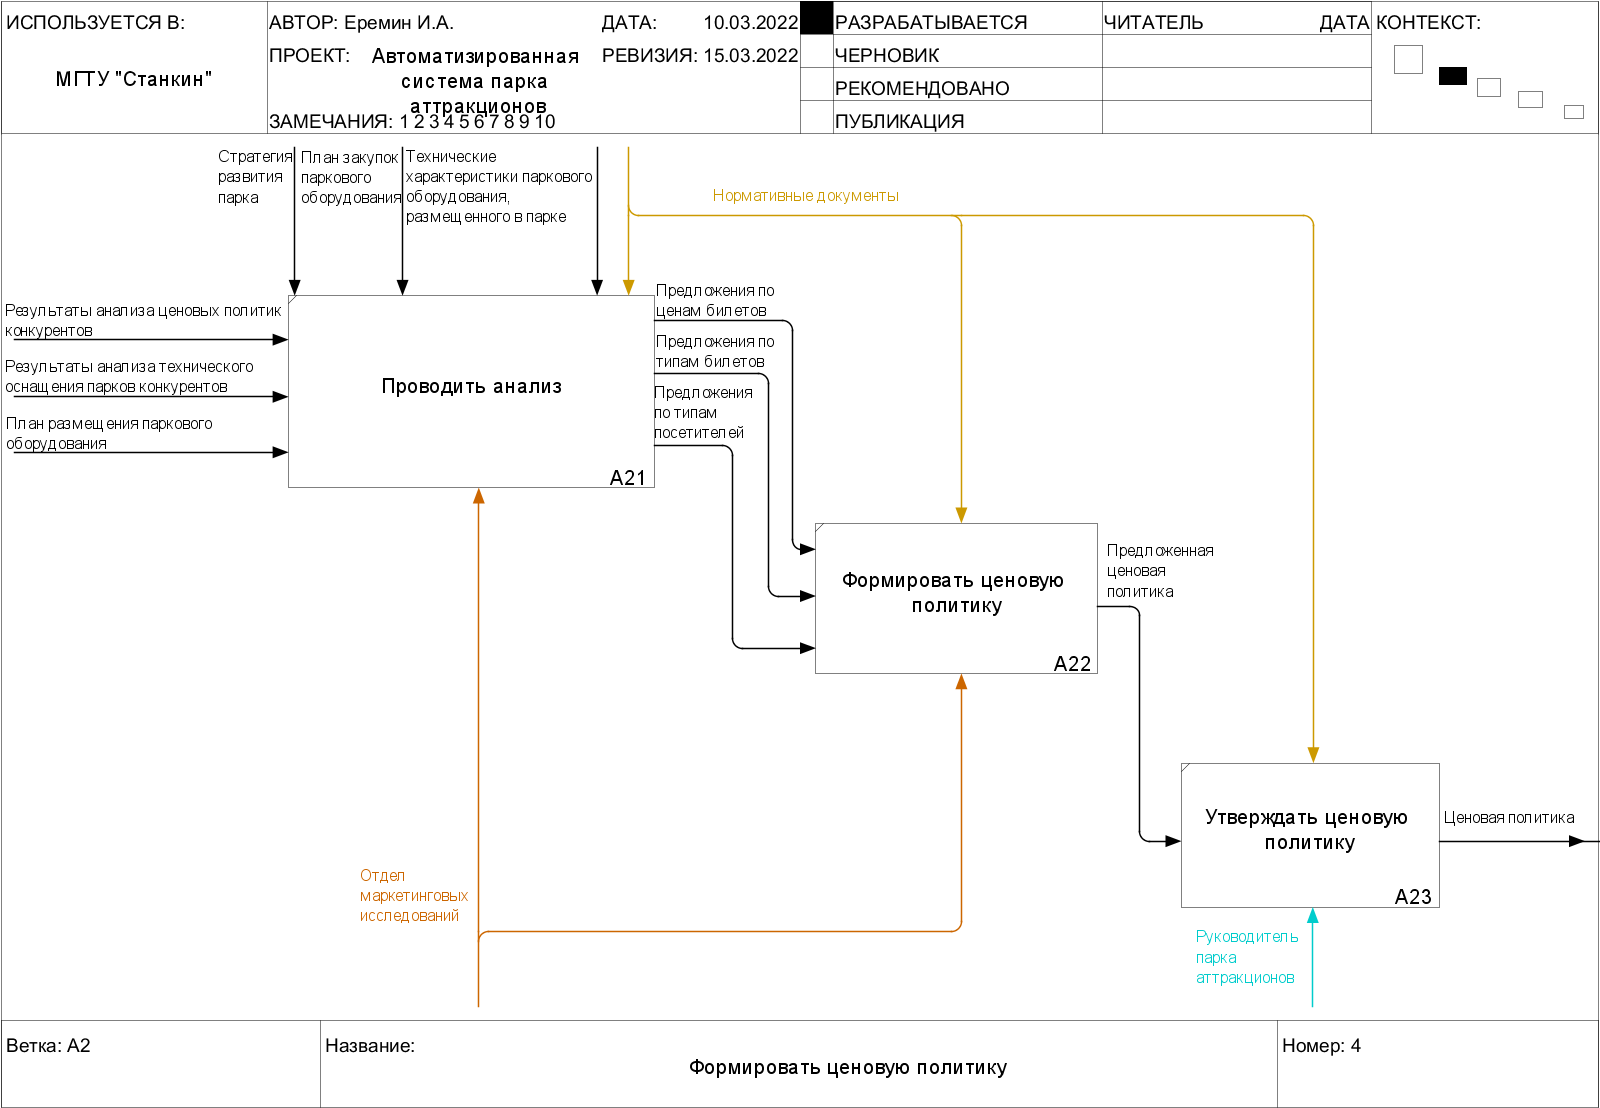 ИСПОЛЬЗУЕТСЯ В:
МГТУ "Станкин"
АВТОР: Еремин И.А.
ДАТА: 10.03.2022
ПРОЕКТ: Автоматизированная
система парка
аттракционов
РЕВИЗИЯ: 15.03.2022
ЗАМЕЧАНИЯ: 1 2 3 4 5 6 7 8 9 10
РАЗРАБАТЫВАЕТСЯ
ЧЕРНОВИК
РЕКОМЕНДОВАНО
ПУБЛИКАЦИЯ
ЧИТАТЕЛЬ
ДАТА
КОНТЕКСТ:
Стратегия
развития
парка
План закупок
паркового
оборудования
Технические
характеристики паркового
оборудования,
размещенного в парке
Нормативные документы
Результаты анализа ценовых политик
конкурентов
Результаты анализа технического
оснащения парков конкурентов
План размещения паркового
оборудования
Проводить анализ
A21
Предложения по
ценам билетов
Предложения по
типам билетов
Предложения
по типам
посетителей
Формировать ценовую
политику
A22
Предложенная
ценовая
политика
Утверждать ценовую
политику
A23
Ценовая политика
Отдел
маркетинговых
исследований
Руководитель
парка
аттракционов
Ветка: A2
Название:
Формировать ценовую политику
Номер: 4